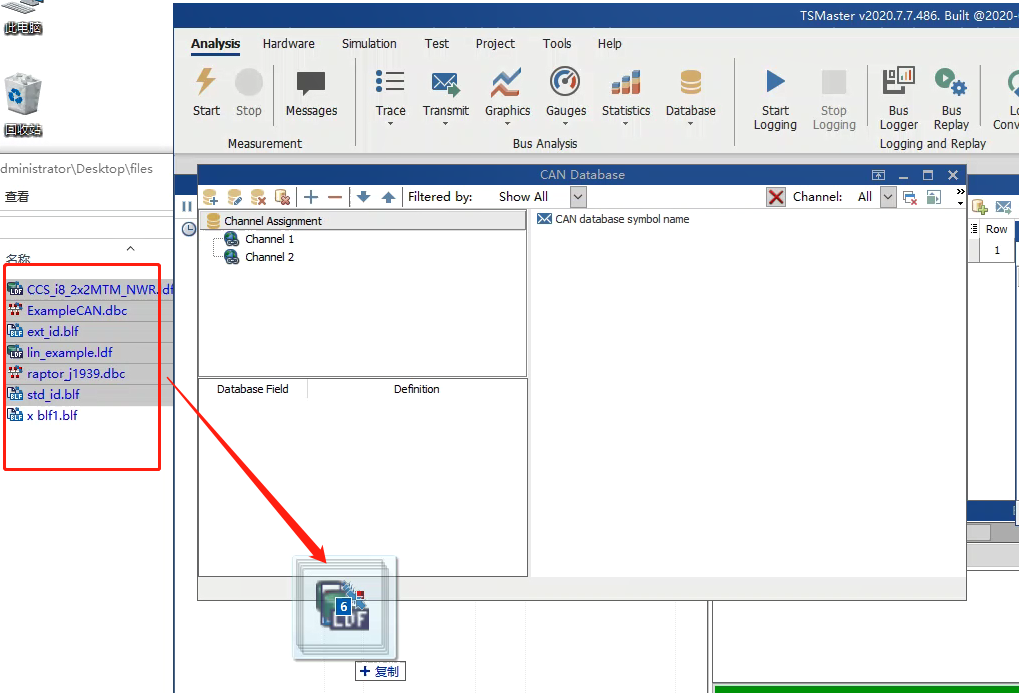 此电脑
回收站
TSMaster v2020.7.7.486. Built @2020-
Analysis Hardware Simulation Test Project Tools Help
Start Stop Messages Trace Transmit Graphics Gauges Statistics Database Start Logging Stop Logging Bus Logger Bus Replay
Measurement Bus Analysis Logging and Replay
dministrator\Desktop\files
查看
名称
CCS_i8_2x2MTM_NWR.
ExampleCAN.dbc
ext_id.blf
lin_example.ldf
raptor_j1939.dbc
std_id.blf
x blf1.blf
CAN Database
Filtered by: Show All Channel: All
Channel Assignment
Channel 1
Channel 2
CAN database symbol name
Database Field Definition
Row
1
6
LDF
+ 复制